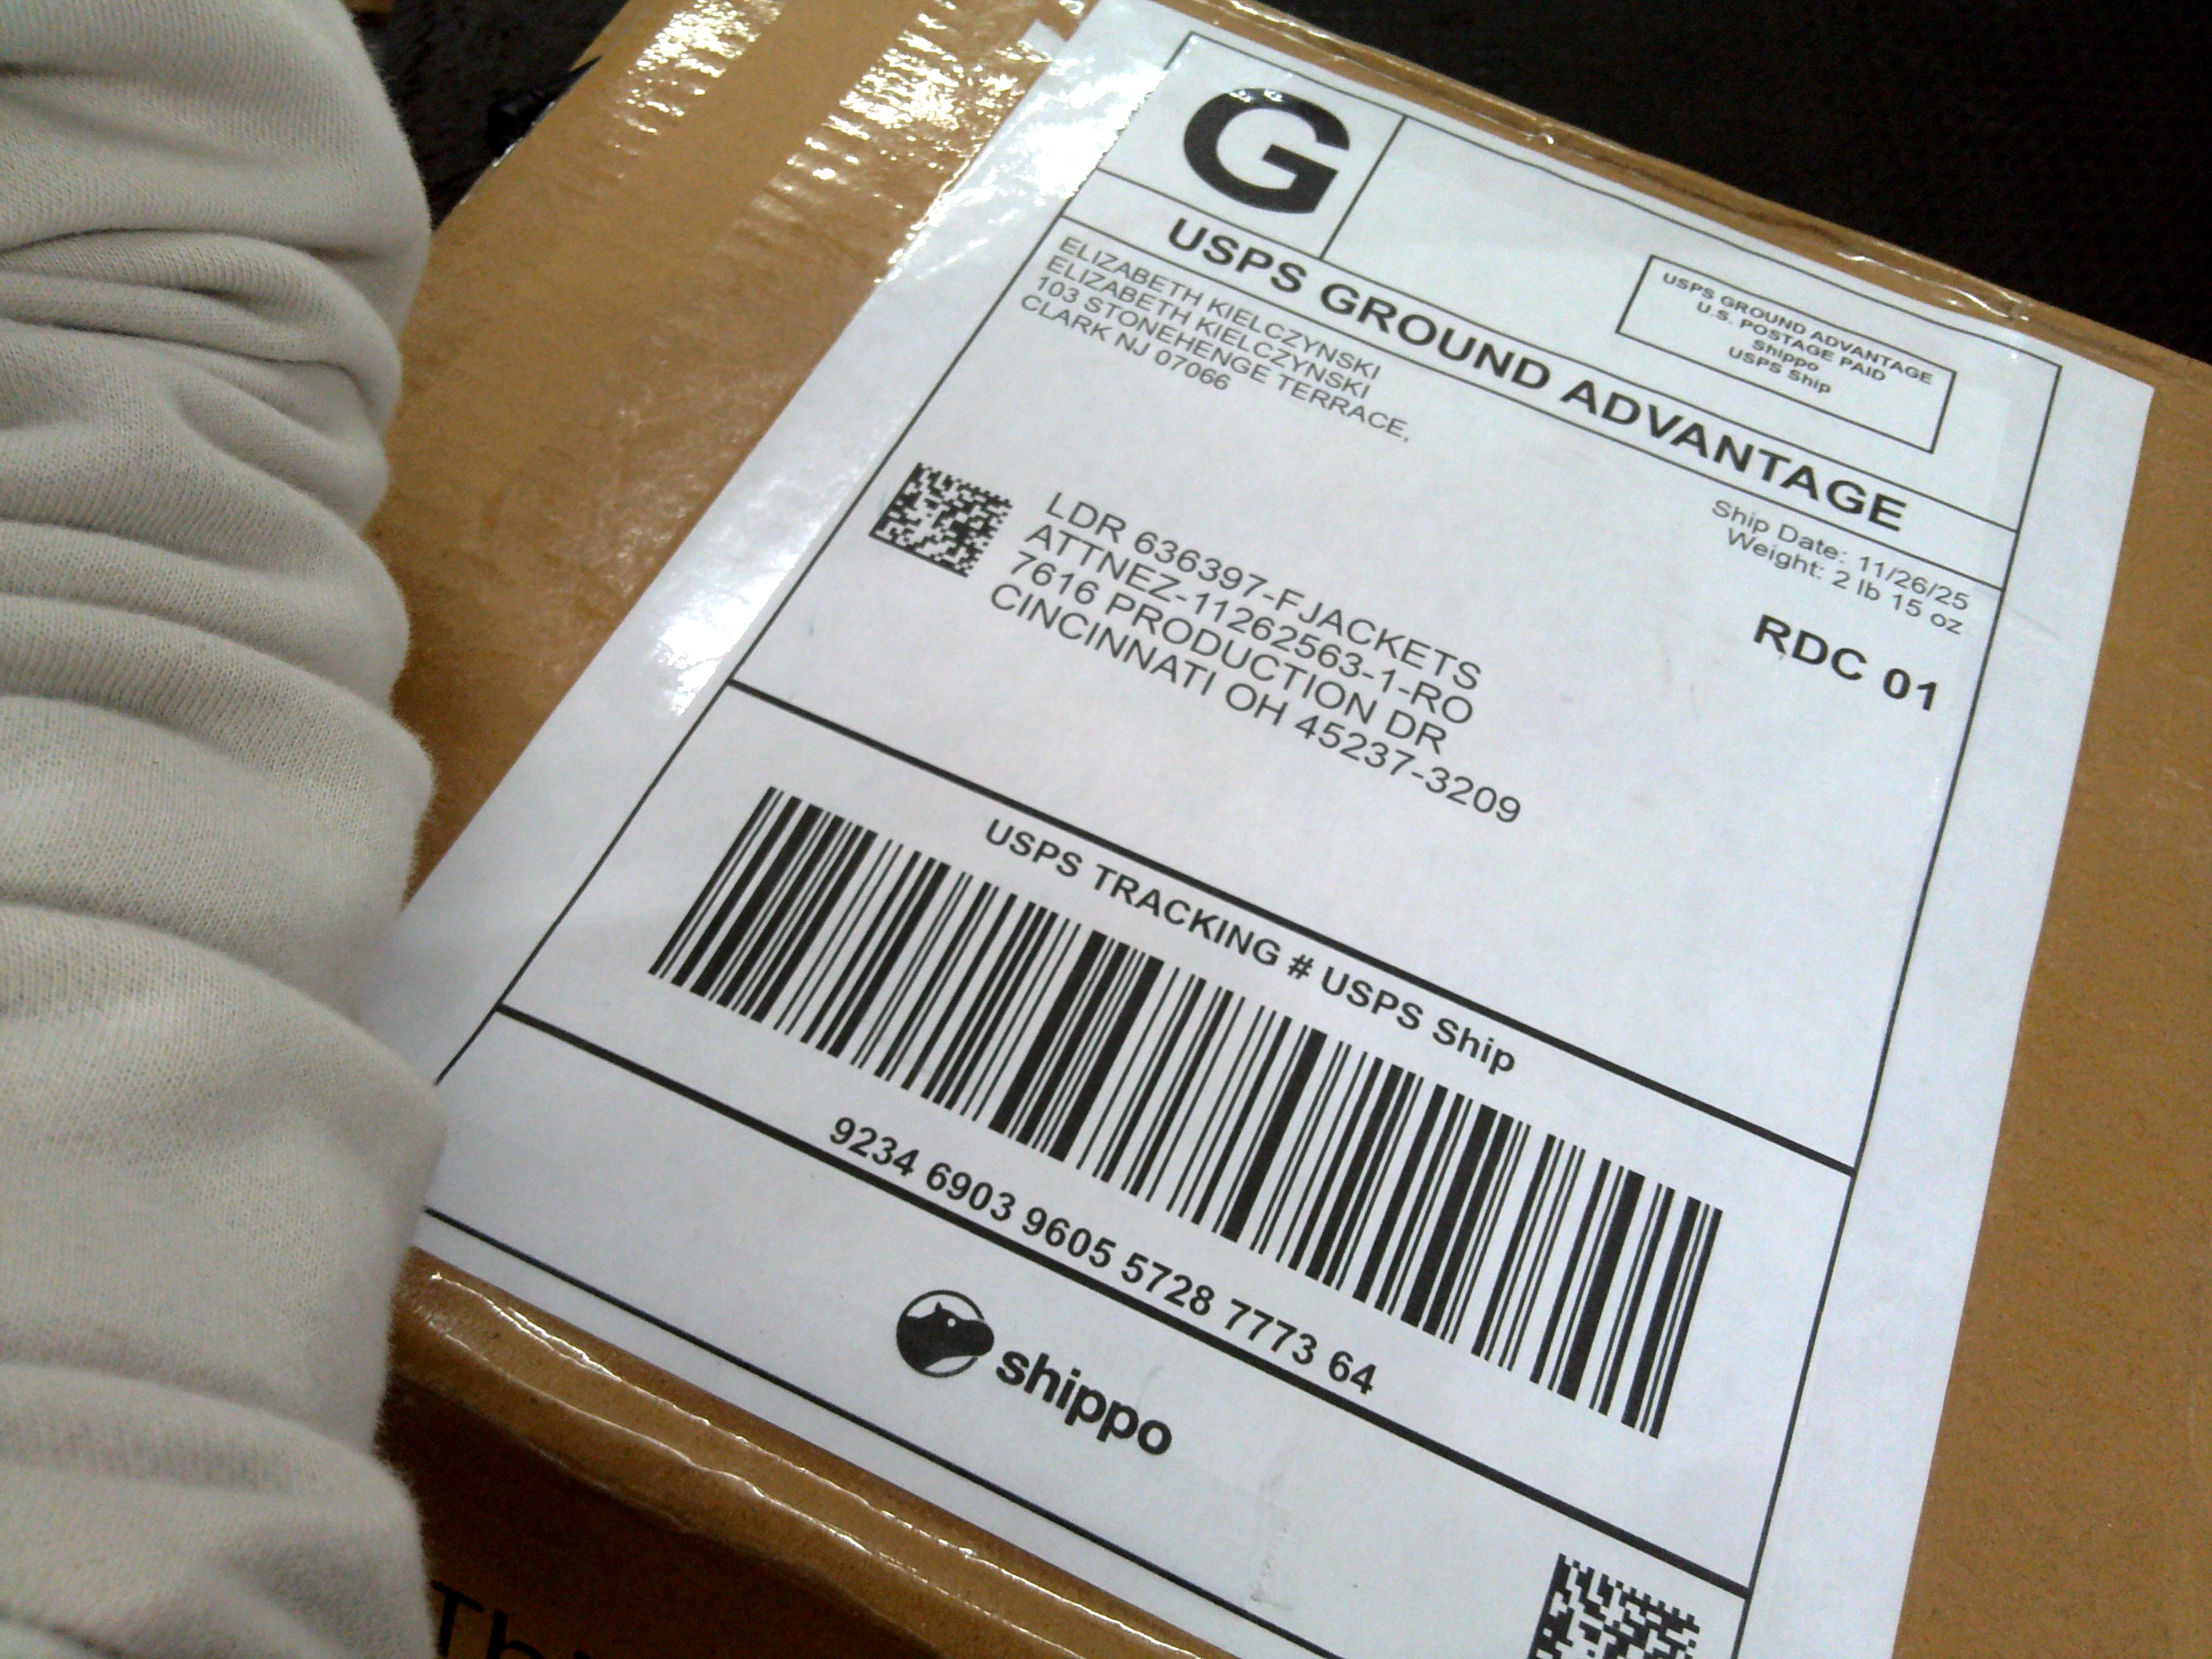 G
USPS GROUND ADVANTAGE
U.S. POSTAGE PAID
Shippo
USPS Ship
USPS GROUND ADVANTAGE
ELIZABETH KIELCZYNSKI
ELIZABETH KIELCZYNSKI
103 STONEHENGE TERRACE,
CLARK NJ 07066
Ship Date: 11/26/25
Weight: 2 lb 15 oz
RDC 01
LDR 636397-FJACKETS
ATTNEZ-11262563-1-RO
7616 PRODUCTION DR
CINCINNATI OH 45237-3209
USPS TRACKING # USPS Ship
9234 6903 9605 5728 7773 64
shippo